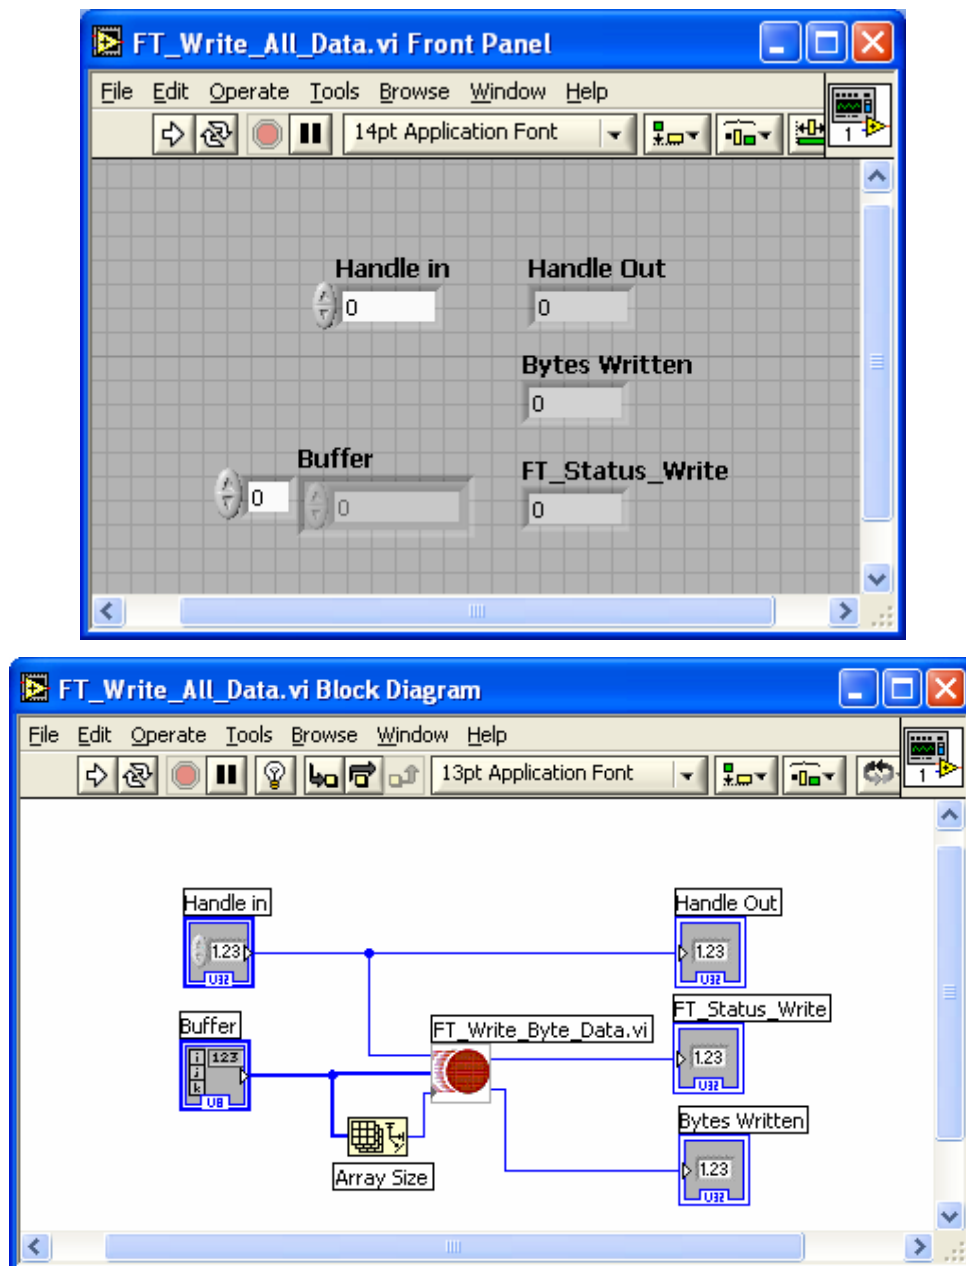 FT_Write_All_Data.vi Front Panel
File Edit Operate Tools Browse Window Help
14pt Application Font
1
Handle in
Handle Out
0
0
Bytes Written
0
Buffer
FT_Status_Write
0
0
0
FT_Write_All_Data.vi Block Diagram
File Edit Operate Tools Browse Window Help
13pt Application Font
1
Handle in
Handle Out
1.23
1.23
U32
U32
Buffer
FT_Write_Byte_Data.vi
FT_Status_Write
i
123
j
k
1.23
U8
U32
Bytes Written
Array Size
1.23
U32